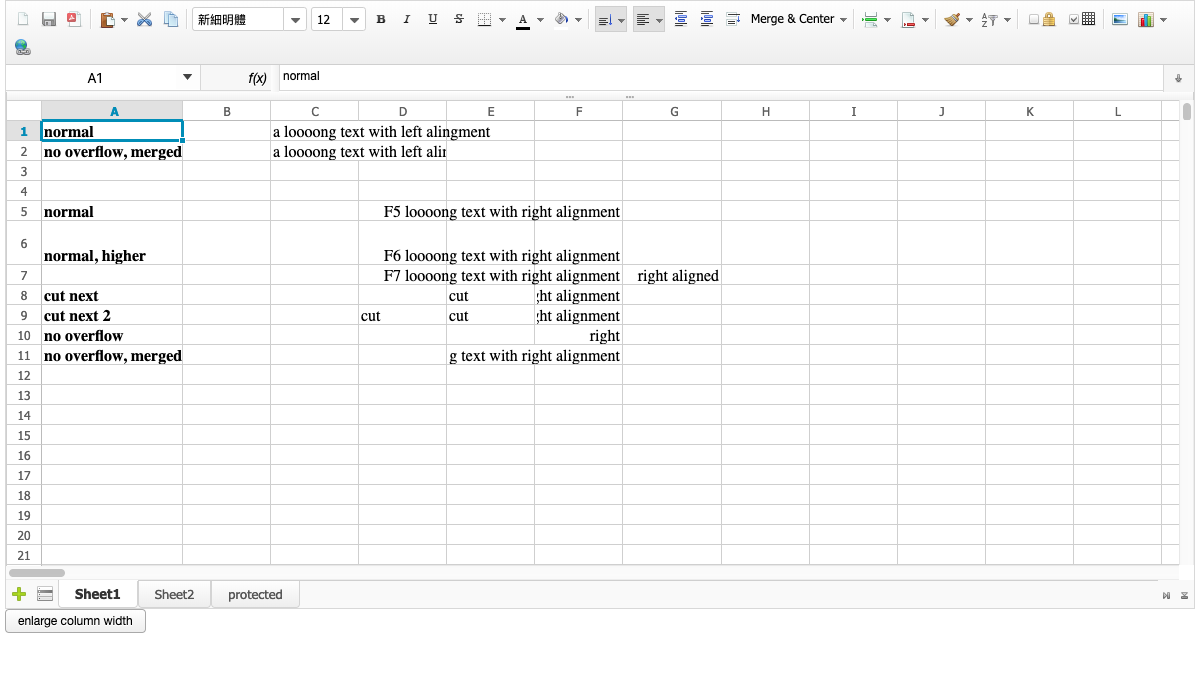 新細明體 12 B I U S A Merge & Center A Z
A1 f(x) normal
A B C D E F G H I J K L
1 normal a loooong text with left alingment
2 no overflow, merged a loooong text with left alin
3
4
5 normal F5 loooong text with right alignment
6 normal, higher F6 loooong text with right alignment
7 F7 loooong text with right alignment right aligned
8 cut next cut ght alignment
9 cut next 2 cut cut ght alignment
10 no overflow right
11 no overflow, merged g text with right alignment
12
13
14
15
16
17
18
19
20
21
Sheet1 Sheet2 protected
enlarge column width